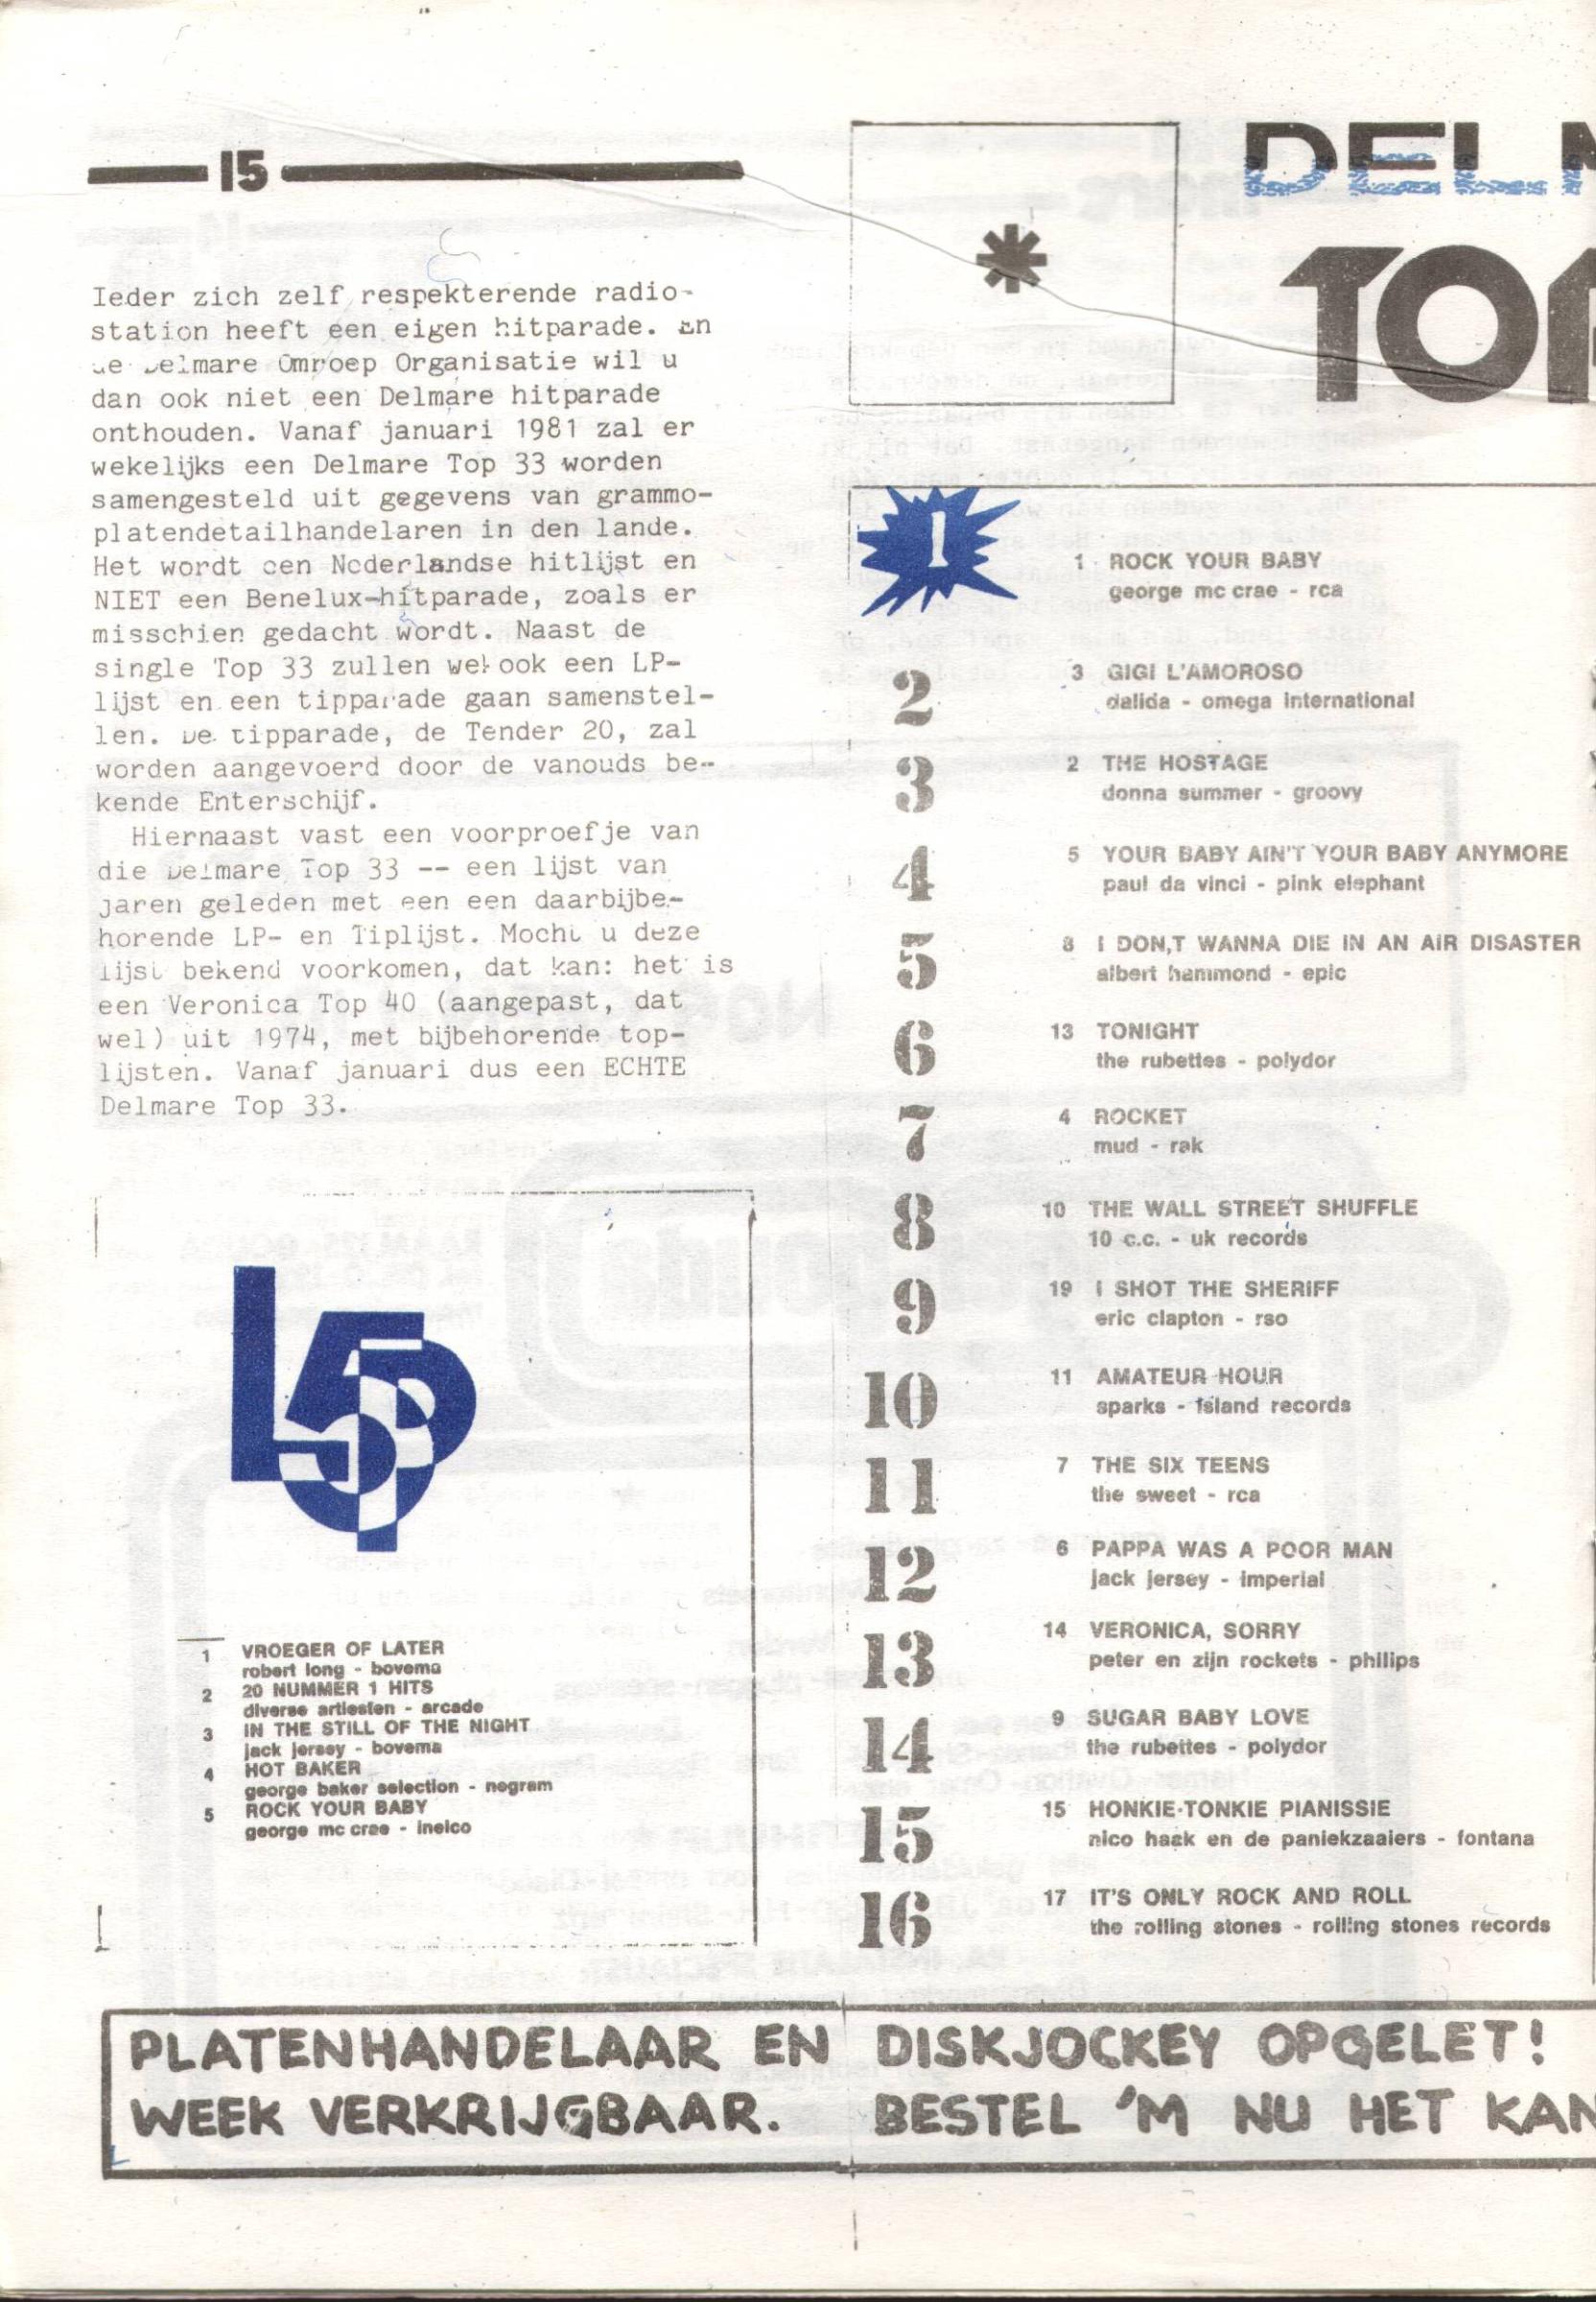 15
Ieder zich zelf respekterende radio-
station heeft een eigen hitparade. En
de Delmare Omroep Organisatie wil u
dan ook niet een Delmare hitparade
onthouden. Vanaf januari 1981 zal er
wekelijks een Delmare Top 33 worden
samengesteld uit gegevens van grammo-
platendetailhandelaren in den lande.
Het wordt een Nederlandse hitlijst en
NIET een Benelux-hitparade, zoals er
misschien gedacht wordt. Naast de
single Top 33 zullen we ook een LP-
lijst en een tipparade gaan samenstel-
len. De tipparade, de Tender 20, zal
worden aangevoerd door de vanouds be-
kende Enterschijf.
Hiernaast vast een voorproefje van
die Delmare Top 33 -- een lijst van
jaren geleden met een een daarbijbe-
horende LP- en Tiplijst. Mocht u deze
lijst bekend voorkomen, dat kan: het is
een Veronica Top 40 (aangepast, dat
wel) uit 1974, met bijbehorende top-
lijsten. Vanaf januari dus een ECHTE
Delmare Top 33.
LP 5
1 VROEGER OF LATER
robert long - bovema
2 20 NUMMER 1 HITS
diverse artiesten - arcade
3 IN THE STILL OF THE NIGHT
jack jersey - bovema
4 HOT BAKER
george baker selection - negram
5 ROCK YOUR BABY
george mc crae - inelco
*
DELM
TOP
1 1 ROCK YOUR BABY
george mc crae - rca
2 3 GIGI L'AMOROSO
dalida - omega international
3 2 THE HOSTAGE
donna summer - groovy
4 5 YOUR BABY AIN'T YOUR BABY ANYMORE
paul da vinci - pink elephant
5 8 I DON,T WANNA DIE IN AN AIR DISASTER
albert hammond - epic
6 13 TONIGHT
the rubettes - polydor
7 4 ROCKET
mud - rak
8 10 THE WALL STREET SHUFFLE
10 c.c. - uk records
9 19 I SHOT THE SHERIFF
eric clapton - rso
10 11 AMATEUR HOUR
sparks - island records
11 7 THE SIX TEENS
the sweet - rca
12 6 PAPPA WAS A POOR MAN
jack jersey - imperial
13 14 VERONICA, SORRY
peter en zijn rockets - philips
14 9 SUGAR BABY LOVE
the rubettes - polydor
15 15 HONKIE-TONKIE PIANISSIE
nico haak en de paniekzaaiers - fontana
16 17 IT'S ONLY ROCK AND ROLL
the rolling stones - rolling stones records
PLATENHANDELAAR EN DISKJOCKEY OPGELET!
WEEK VERKRIJGBAAR. BESTEL 'M NU HET KAN